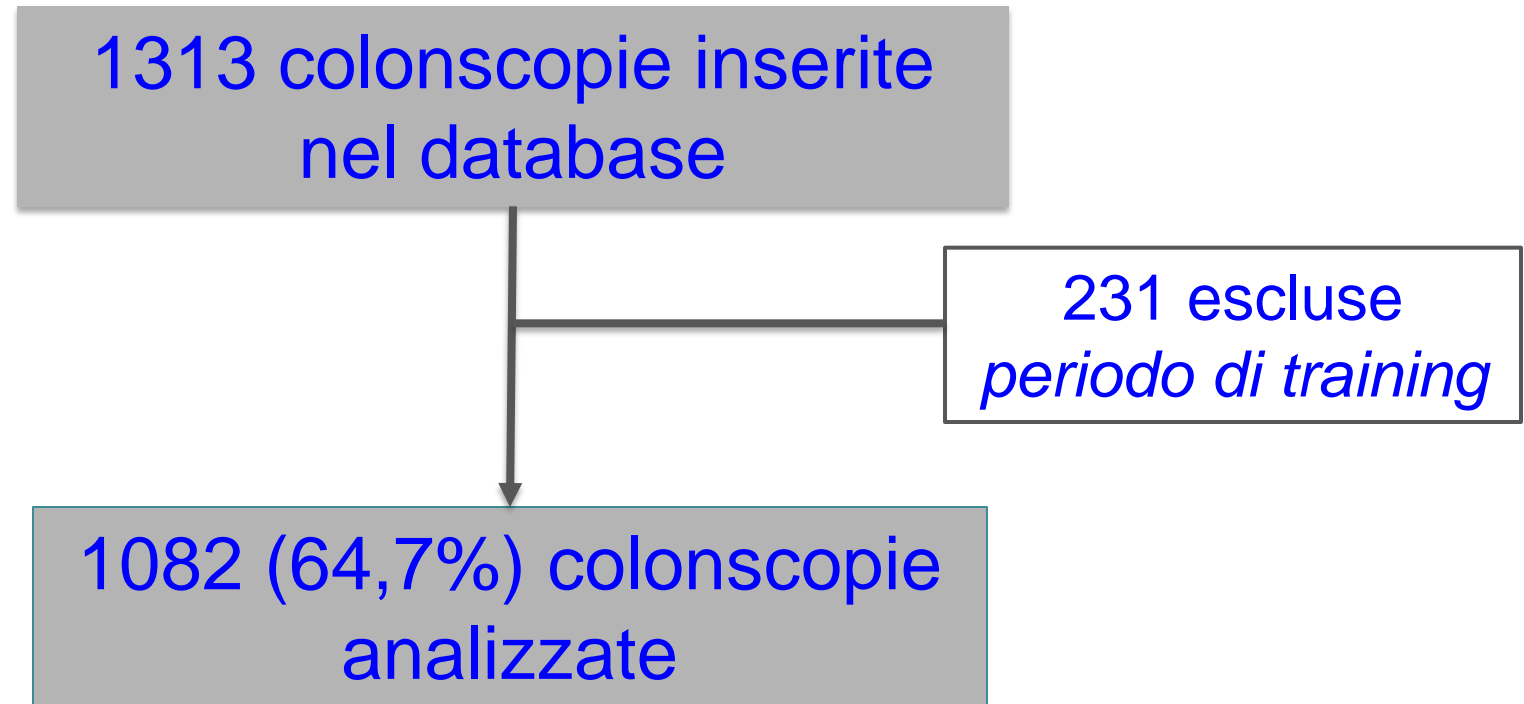 1313 colonscopie inserite
nel database
231 escluse
periodo di training
1082 (64,7%) colonscopie
analizzate